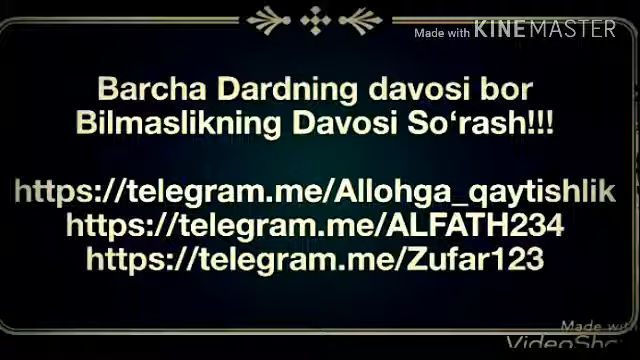 Made with KINEMASTER
Barcha Dardning davosi bor
Bilmaslikning Davosi So‘rash!!!
https://telegram.me/Allohga_qaytishlik
https://telegram.me/ALFATH234
https://telegram.me/Zufar123
Made with
VideoSho